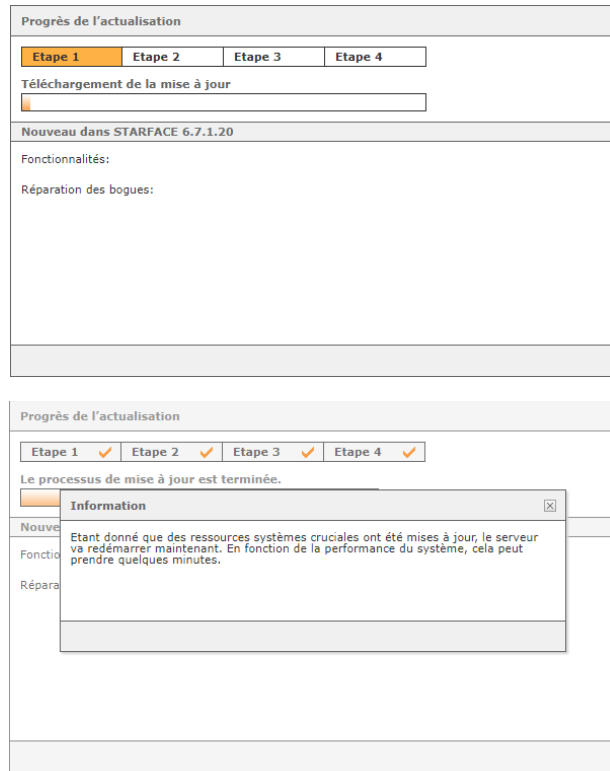 Progrès de l'actualisation
Etape 1 Etape 2 Etape 3 Etape 4
Téléchargement de la mise à jour
Nouveau dans STARFACE 6.7.1.20
Fonctionnalités:
Réparation des bogues:
Progrès de l'actualisation
Etape 1 Etape 2 Etape 3 Etape 4
Le processus de mise à jour est terminée.
Information
Nouve
Etant donné que des ressources systèmes cruciales ont été mises à jour, le serveur
va redémarrer maintenant. En fonction de la performance du système, cela peut
prendre quelques minutes.
Fonctio
Répara